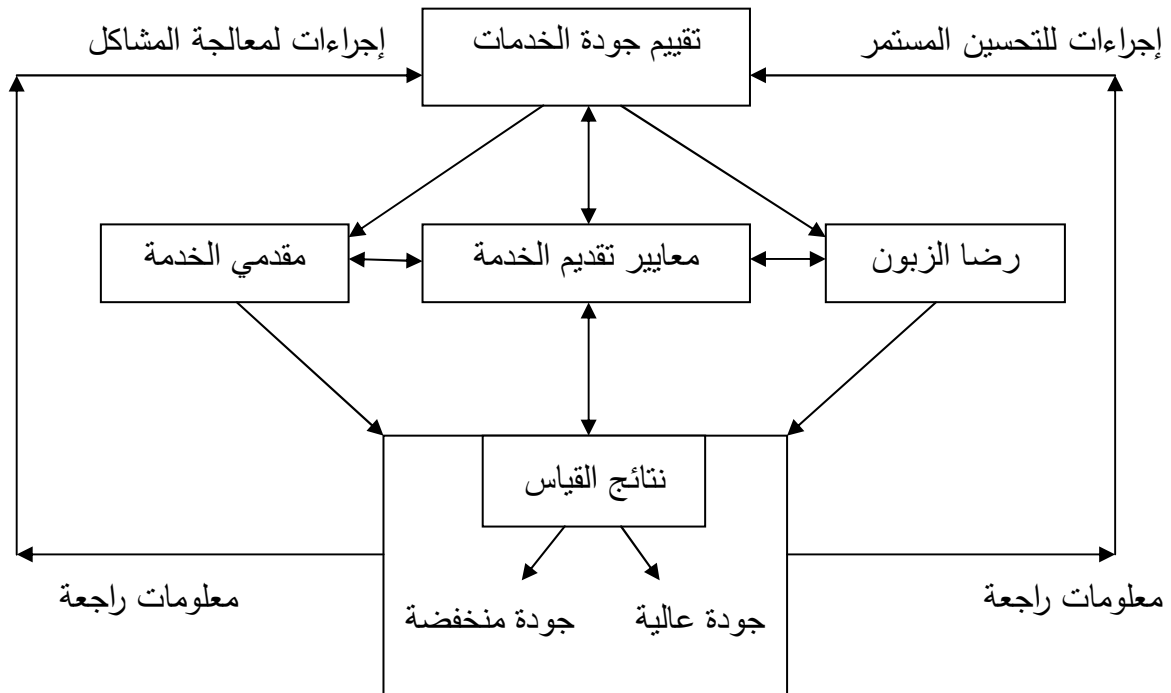 تقييم جودة الخدمات
إجراءات للتحسين المستمر
إجراءات لمعالجة المشاكل
رضا الزبون
معايير تقديم الخدمة
مقدمي الخدمة
نتائج القياس
معلومات راجعة
معلومات راجعة
جودة عالية
جودة منخفضة